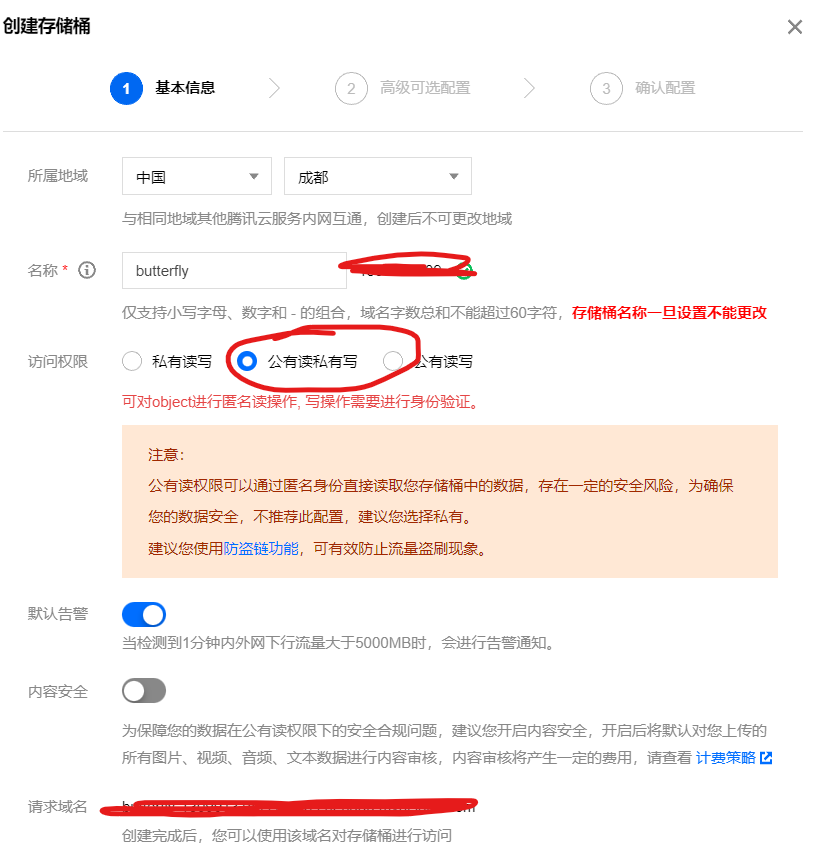 创建存储桶
1 基本信息 2 高级可选配置 3 确认配置
所属地域 中国 成都
与相同地域其他腾讯云服务内网互通，创建后不可更改地域
名称 * butterfly
仅支持小写字母、数字和 - 的组合，域名字数总和不能超过60字符，存储桶名称一旦设置不能更改
访问权限 私有读写 公有读私有写 公有读写
可对object进行匿名读操作, 写操作需要进行身份验证。
注意：
公有读权限可以通过匿名身份直接读取您存储桶中的数据，存在一定的安全风险，为确保
您的数据安全，不推荐此配置，建议您选择私有。
建议您使用防盗链功能，可有效防止流量盗刷现象。
默认告警
当检测到1分钟内外网下行流量大于5000MB时，会进行告警通知。
内容安全
为保障您的数据在公有读权限下的安全合规问题，建议您开启内容安全，开启后将默认对您上传的
所有图片、视频、音频、文本数据进行内容审核，内容审核将产生一定的费用，请查看 计费策略
请求域名
创建完成后，您可以使用该域名对存储桶进行访问